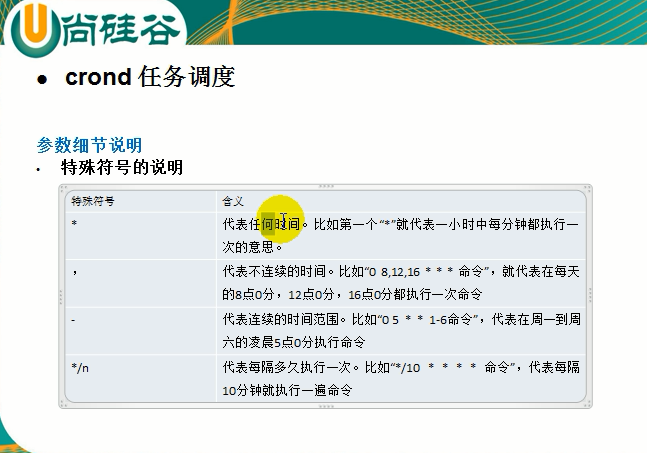 尚硅谷
● crond 任务调度
参数细节说明
· 特殊符号的说明
特殊符号 含义
* 代表任何时间。比如第一个“*”就代表一小时中每分钟都执行一
次的意思。
, 代表不连续的时间。比如“0 8,12,16 * * * 命令”，就代表在每天
的8点0分，12点0分，16点0分都执行一次命令
- 代表连续的时间范围。比如“0 5 * * 1-6命令”，代表在周一到周
六的凌晨5点0分执行命令
*/n 代表每隔多久执行一次。比如“*/10 * * * * 命令”，代表每隔
10分钟就执行一遍命令